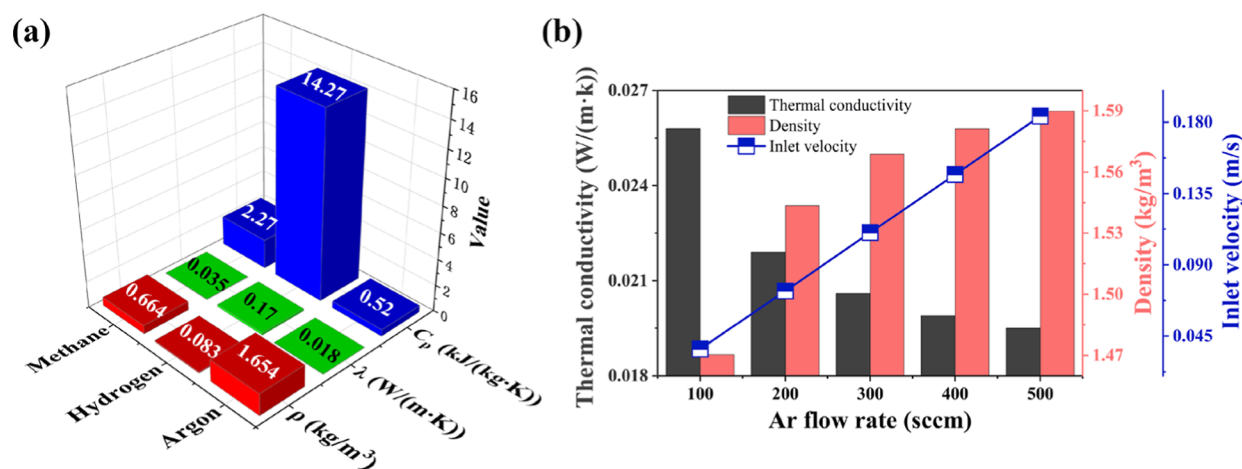 (a)
14.27
2.27
0.52
0.035
0.17
0.018
0.664
0.083
1.654
16
14
12
10
8
6
4
2
0
Value
Methane
Hydrogen
Argon
ρ (kg/m³)
λ (W/(m·K))
Cₚ (kJ/(kg·K))
(b)
Thermal conductivity (W/(m·k))
0.027
0.024
0.021
0.018
Thermal conductivity
Density
Inlet velocity
100
200
300
400
500
Ar flow rate (sccm)
1.59
1.56
1.53
1.50
1.47
Density (kg/m³)
0.180
0.135
0.090
0.045
Inlet velocity (m/s)